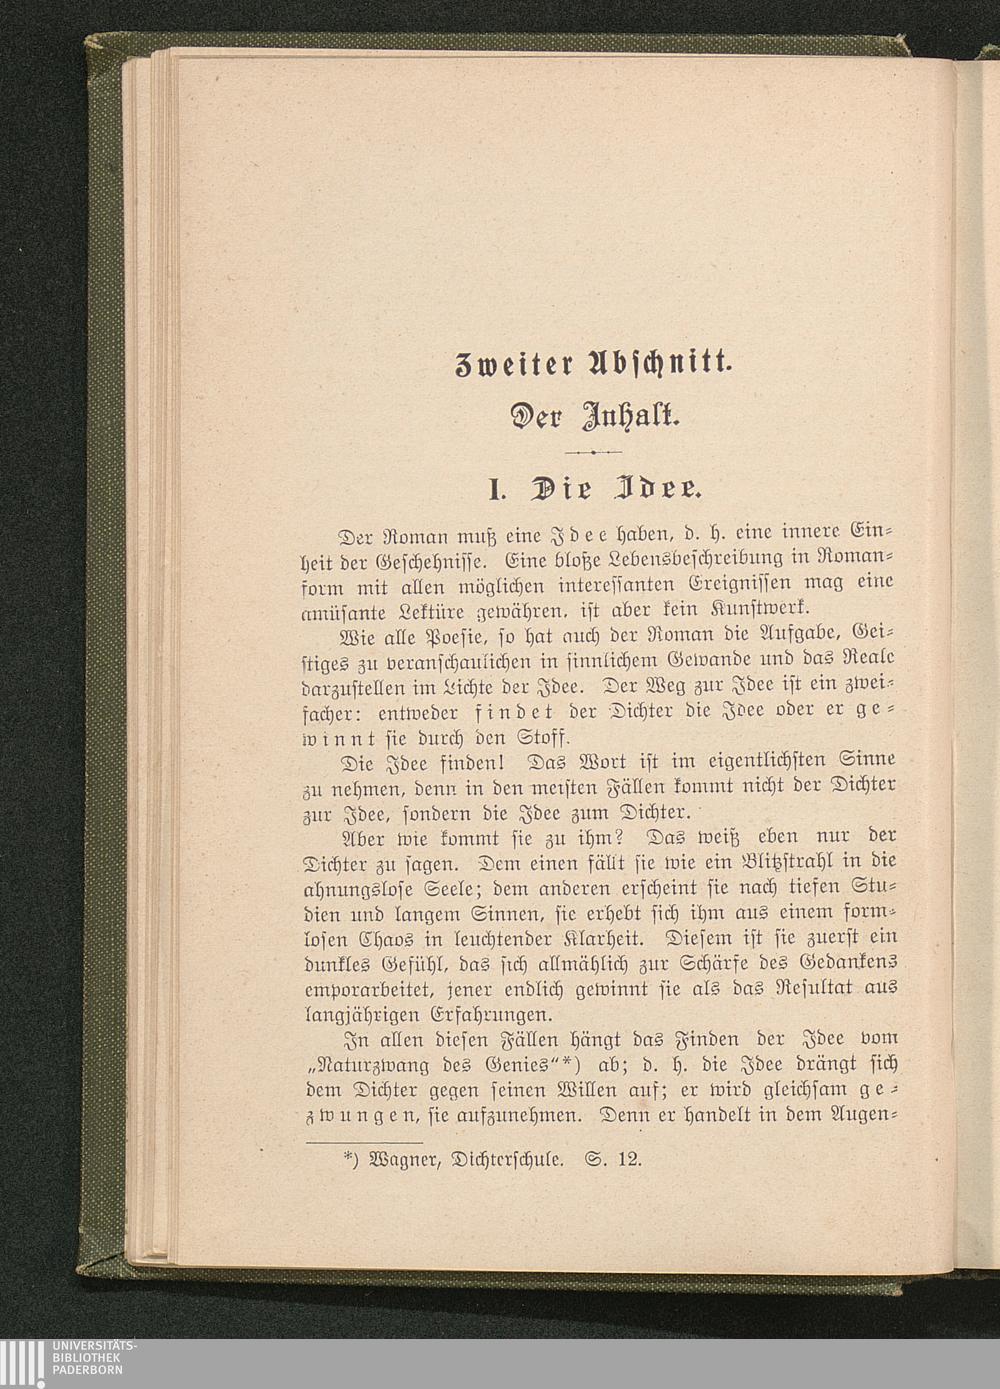 Zweiter Abschnitt.
Der Inhalt.
I. Die Idee.
Der Roman muß eine Idee haben, d. h. eine innere Ein-
heit der Geschehnisse. Eine bloße Lebensbeschreibung in Roman-
form mit allen möglichen interessanten Ereignissen mag eine
amüsante Lektüre gewähren, ist aber kein Kunstwerk.
Wie alle Poesie, so hat auch der Roman die Aufgabe, Gei-
stiges zu veranschaulichen in sinnlichem Gewande und das Reale
darzustellen im Lichte der Idee. Der Weg zur Idee ist ein zwei-
facher: entweder findet der Dichter die Idee oder er ge-
winnt sie durch den Stoff.
Die Idee finden! Das Wort ist im eigentlichsten Sinne
zu nehmen, denn in den meisten Fällen kommt nicht der Dichter
zur Idee, sondern die Idee zum Dichter.
Aber wie kommt sie zu ihm? Das weiß eben nur der
Dichter zu sagen. Dem einen fällt sie wie ein Blitzstrahl in die
ahnungslose Seele; dem anderen erscheint sie nach tiefen Stu-
dien und langem Sinnen, sie erhebt sich ihm aus einem form-
losen Chaos in leuchtender Klarheit. Diesem ist sie zuerst ein
dunkles Gefühl, das sich allmählich zur Schärfe des Gedankens
emporarbeitet, jener endlich gewinnt sie als das Resultat aus
langjährigen Erfahrungen.
In allen diesen Fällen hängt das Finden der Idee vom
„Naturzwang des Genies“*) ab; d. h. die Idee drängt sich
dem Dichter gegen seinen Willen auf; er wird gleichsam ge-
zwungen, sie aufzunehmen. Denn er handelt in dem Augen-
*) Wagner, Dichterschule. S. 12.
UNIVERSITÄTS-
BIBLIOTHEK
PADERBORN